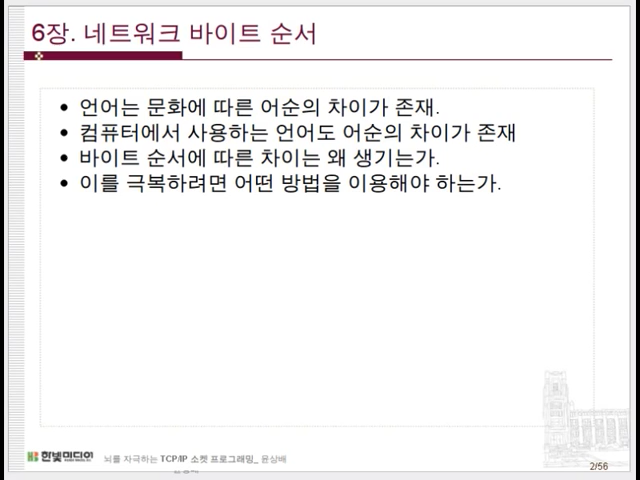 6장. 네트워크 바이트 순서
• 언어는 문화에 따른 어순의 차이가 존재.
• 컴퓨터에서 사용하는 언어도 어순의 차이가 존재
• 바이트 순서에 따른 차이는 왜 생기는가.
• 이를 극복하려면 어떤 방법을 이용해야 하는가.
한빛미디어 뇌를 자극하는 TCP/IP 소켓 프로그래밍_ 윤상배
2/56